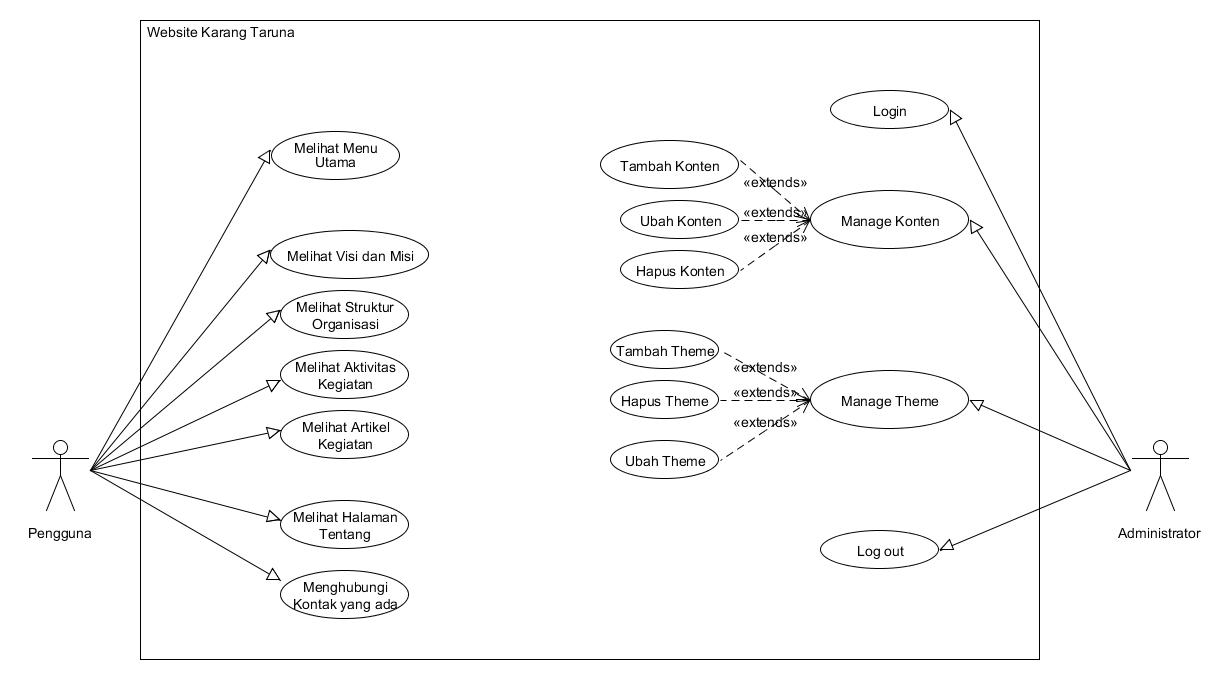 Website Karang Taruna
Melihat Menu
Utama
Melihat Visi dan Misi
Melihat Struktur
Organisasi
Melihat Aktivitas
Kegiatan
Melihat Artikel
Kegiatan
Melihat Halaman
Tentang
Menghubungi
Kontak yang ada
Pengguna
Tambah Konten
Ubah Konten
Hapus Konten
«extends»
«extends»
«extends»
Tambah Theme
Hapus Theme
Ubah Theme
«extends»
«extends»
«extends»
Login
Manage Konten
Manage Theme
Log out
Administrator